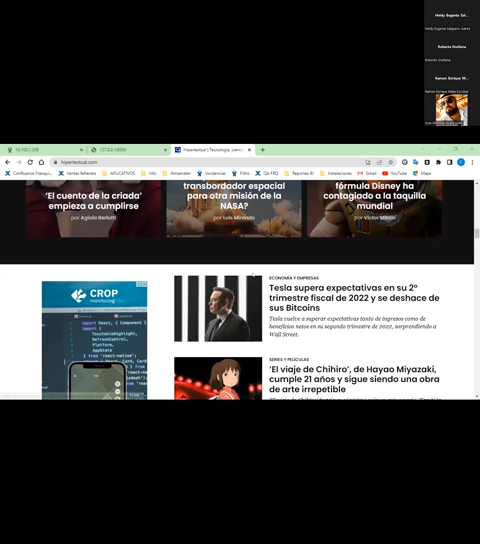 Heidy Eugenia Sal...
Heidy Eugenia Salguero Juarez
Roberto Orellana
Roberto Orellana
Ramon Enrique M...
Ramon Enrique Mata Escobar
10.100.1.208
127.0.0.1:8000
Hipertextual | Tecnología, ciencia
hipertextual.com
Confluencia Franqui...
Ventas faltantes
APLICATIVOS
Info
Almamater
Incidencias
Filtro
QA FRQ
Reportes BI
Instalaciones
Gmail
YouTube
Maps
‘El cuento de la criada’
empieza a cumplirse
por Aglaia Berlutti
transbordador espacial
para otra misión de la
NASA?
por Luis Miranda
fórmula Disney ha
contagiado a la taquilla
mundial
por Víctor Millán
CROP
monitoring
import React, { Component
import {
TouchableHighlight,
RefreshControl,
Platform,
AppState
} from 'react-native'
ECONOMÍA Y EMPRESAS
Tesla supera expectativas en su 2º
trimestre fiscal de 2022 y se deshace de
sus Bitcoins
Tesla vuelve a superar expectativas tanto de ingresos como de
beneficios netos en su segundo trimestre de 2022, sorprendiendo a
Wall Street.
SERIES Y PELÍCULAS
‘El viaje de Chihiro’, de Hayao Miyazaki,
cumple 21 años y sigue siendo una obra
de arte irrepetible